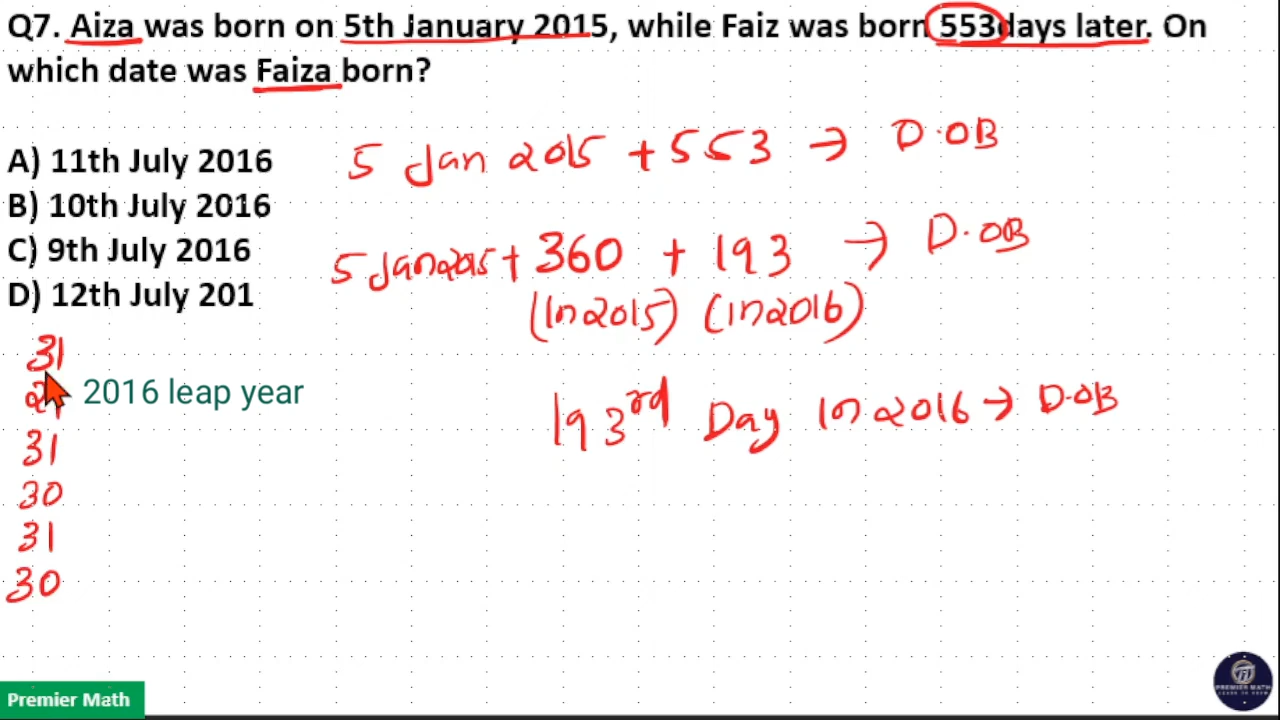 Q7. Aiza was born on 5th January 2015, while Faiz was born 553days later. On
which date was Faiza born?
A) 11th July 2016
B) 10th July 2016
C) 9th July 2016
D) 12th July 201
5 Jan 2015 + 553 → D.OB
5 Jan 2015 + 360 + 193 → D.OB
(In 2015) (In 2016)
193rd Day In 2016 → D.OB
31
2016 leap year
31
30
31
30
Premier Math
PREMIER MATH